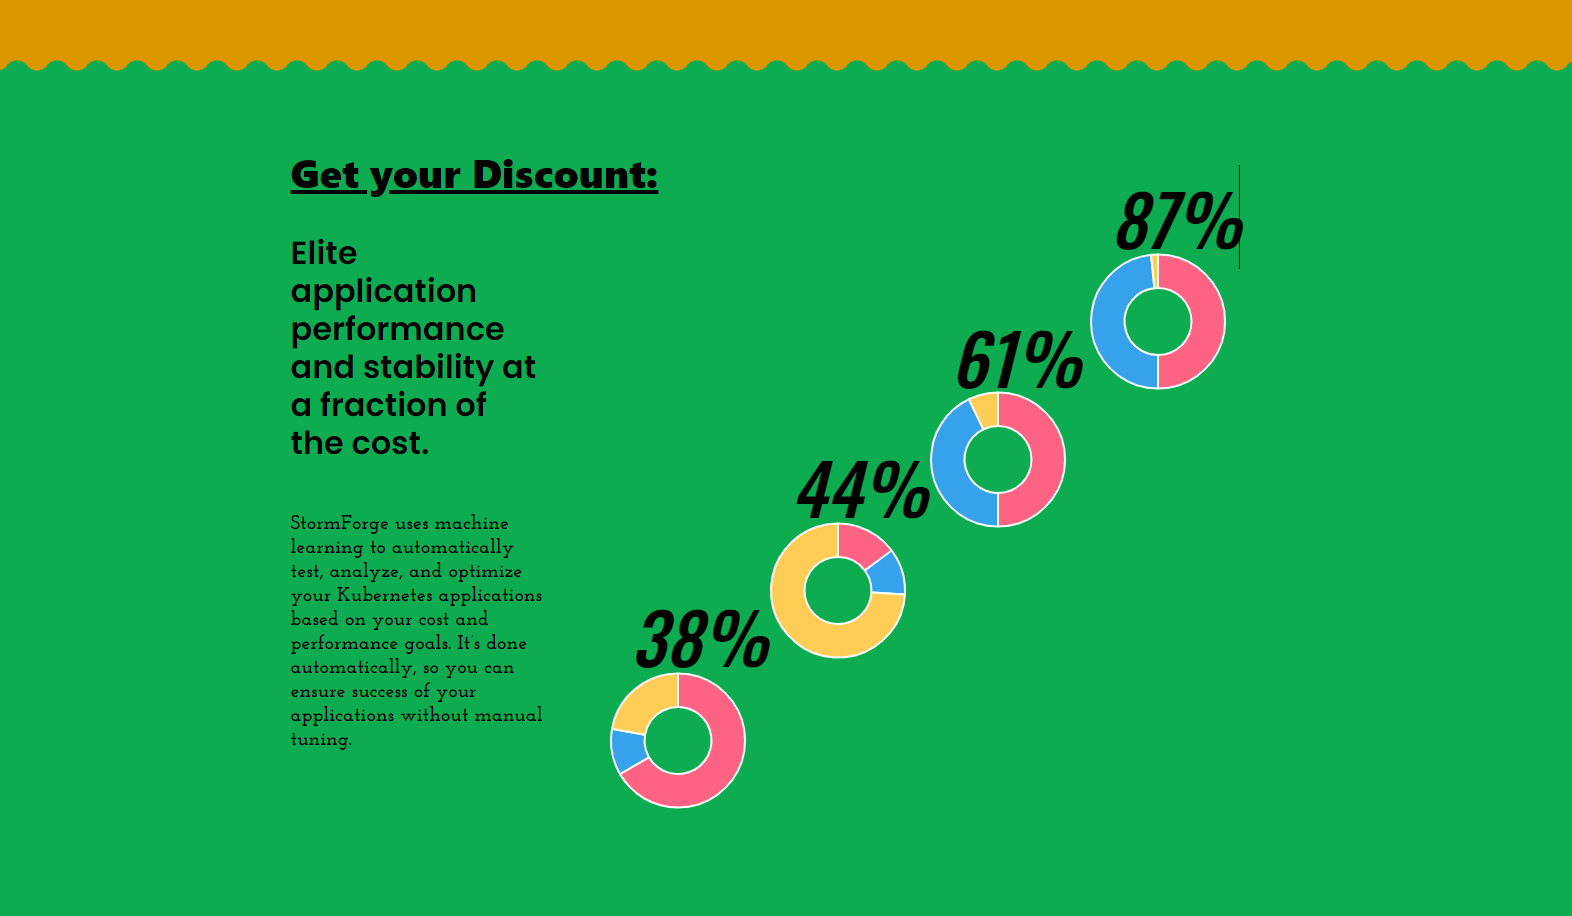 Get your Discount:
Elite
application
performance
and stability at
a fraction of
the cost.
StormForge uses machine
learning to automatically
test, analyze, and optimize
your Kubernetes applications
based on your cost and
performance goals. It's done
automatically, so you can
ensure success of your
applications without manual
tuning.
87%
61%
44%
38%